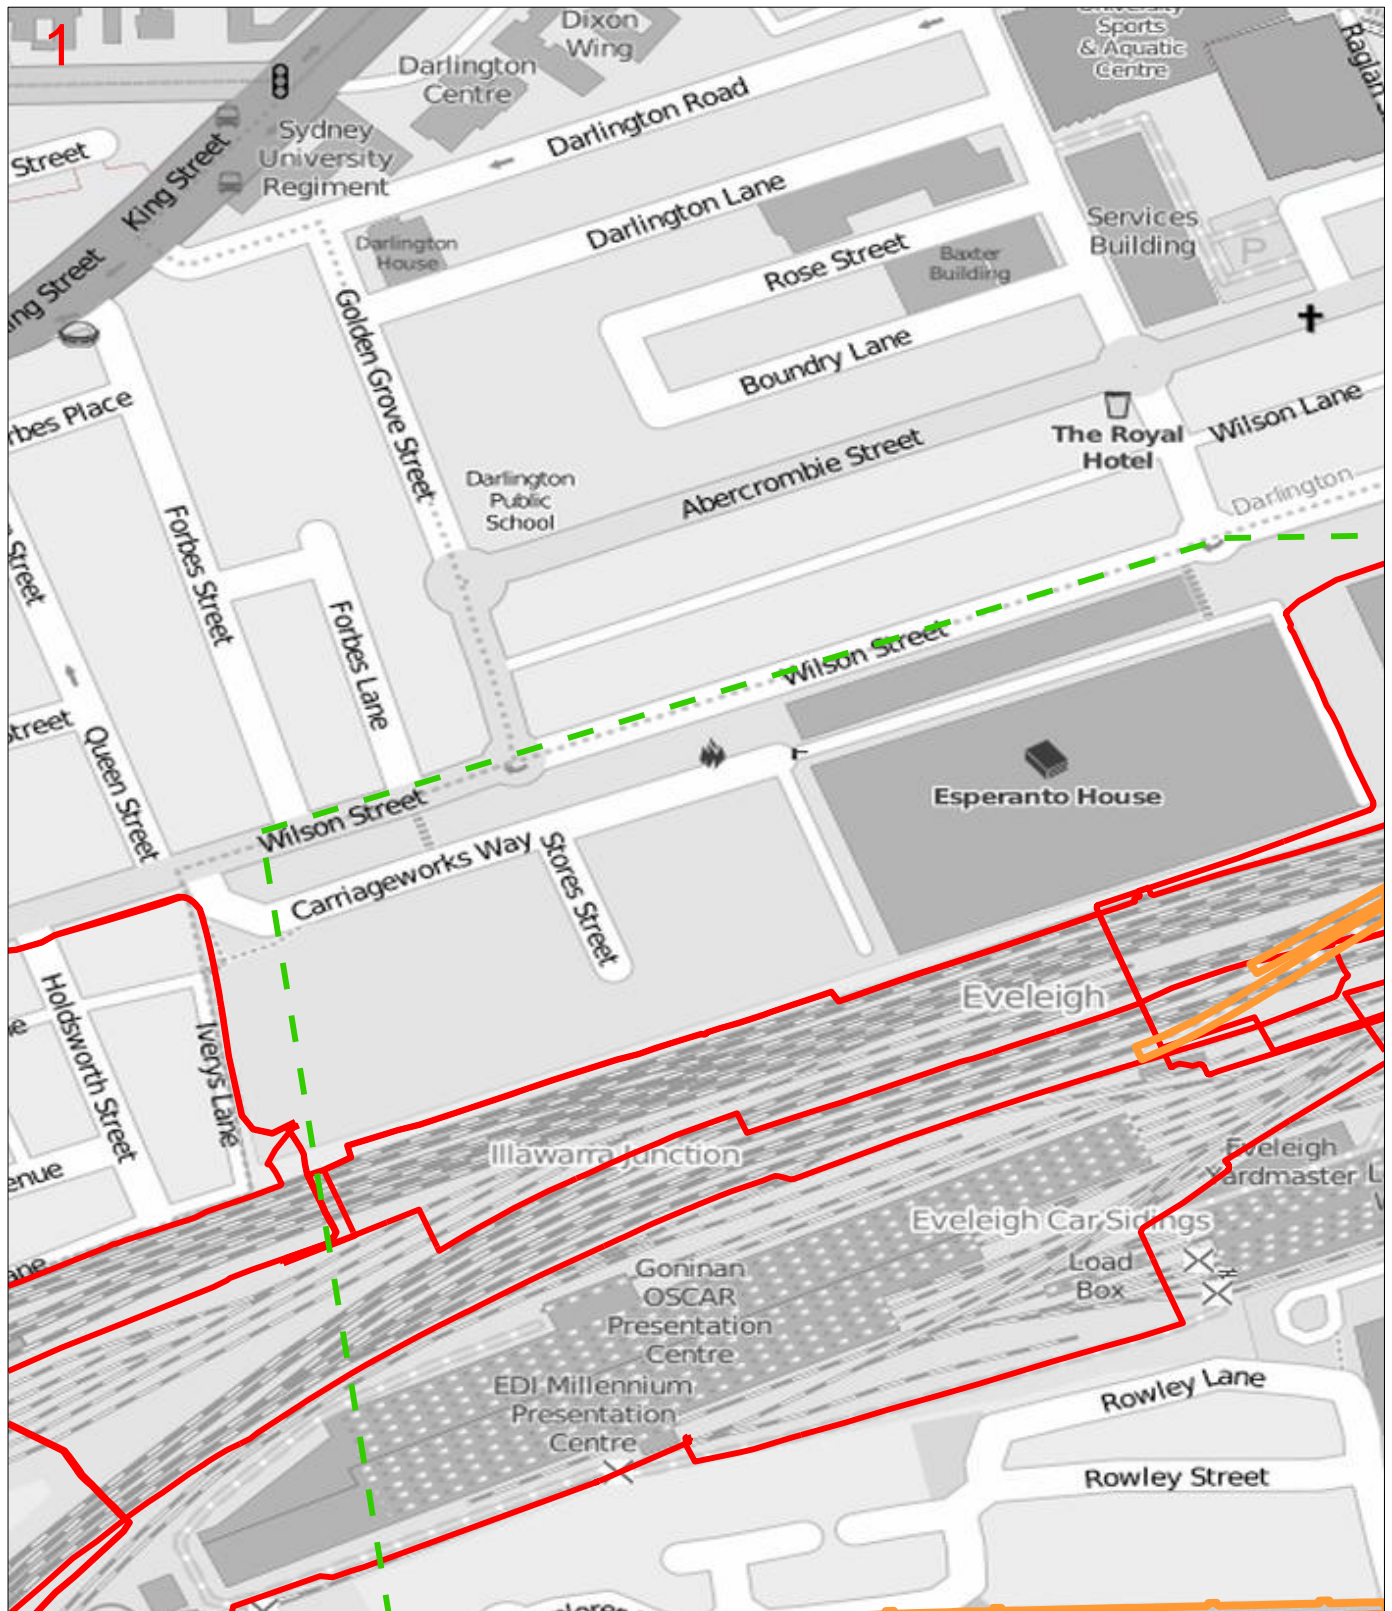 1
Dixon
Wing
Sports
& Aquatic
Centre
Darlington
Centre
Darlington Road
Street
King Street
Sydney
University
Regiment
Darlington Lane
Services
Building
P
Darlington
House
Rose Street
Baxter
Building
Golden Grove Street
Boundry Lane
The Royal
Hotel
Wilson Lane
Abercrombie Street
Darlington
Public
School
Darlington
Forbes Street
Forbes Lane
Street
Wilson Street
Street
Queen Street
Esperanto House
Wilson Street
Carriageworks Way
Stores Street
Holdsworth Street
Iverys Lane
Eveleigh
Illawarra Junction
Eveleigh
Yardmaster
Eveleigh Car Sidings
Load
Box
Goninan
OSCAR
Presentation
Centre
EDI Millennium
Presentation
Centre
Rowley Lane
Rowley Street